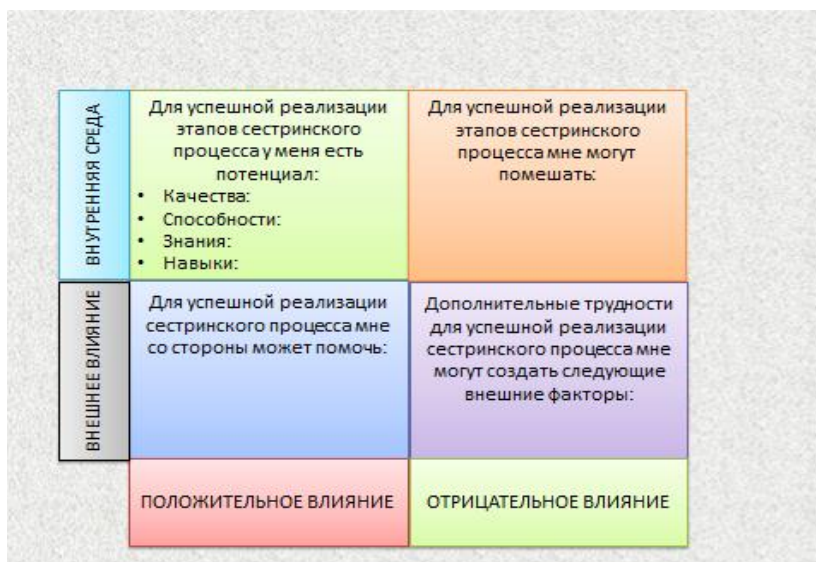 ВНУТРЕННЯЯ СРЕДА
Для успешной реализации
этапов сестринского
процесса у меня есть
потенциал:
• Качества:
• Способности:
• Знания:
• Навыки:
Для успешной реализации
этапов сестринского
процесса мне могут
помешать:
ВНЕШНЕЕ ВЛИЯНИЕ
Для успешной реализации
сестринского процесса мне
со стороны может помочь:
Дополнительные трудности
для успешной реализации
сестринского процесса мне
могут создать следующие
внешние факторы:
ПОЛОЖИТЕЛЬНОЕ ВЛИЯНИЕ
ОТРИЦАТЕЛЬНОЕ ВЛИЯНИЕ